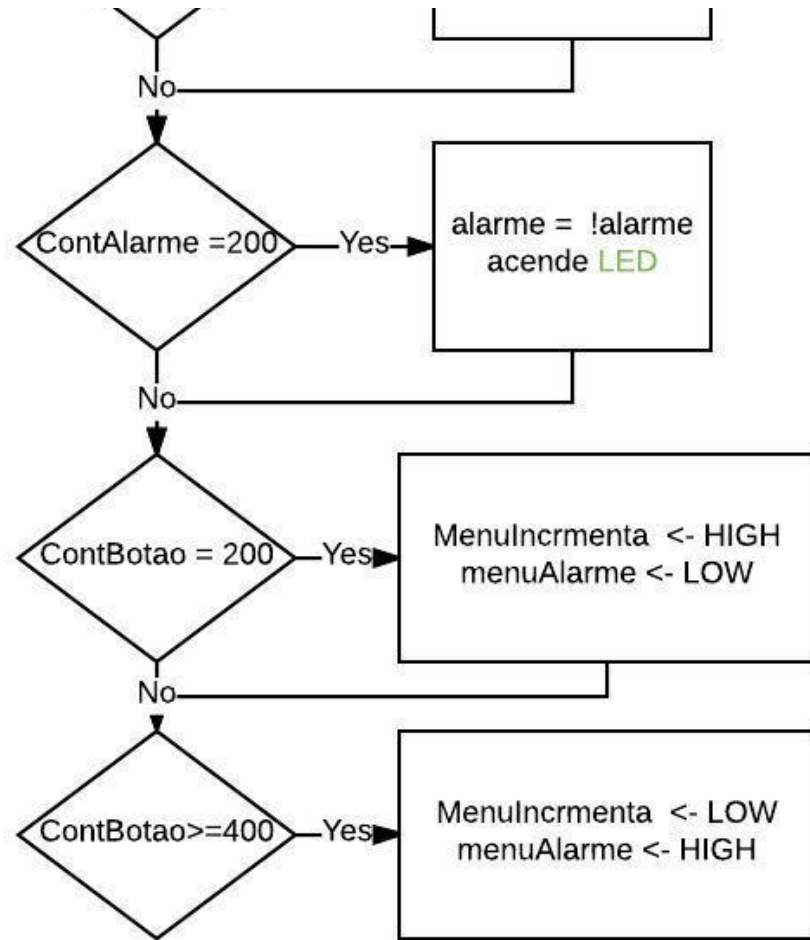 No
ContAlarme =200
Yes
alarme = !alarme
acende LED
No
ContBotao = 200
Yes
MenuIncrmenta <- HIGH
menuAlarme <- LOW
No
ContBotao>=400
Yes
MenuIncrmenta <- LOW
menuAlarme <- HIGH